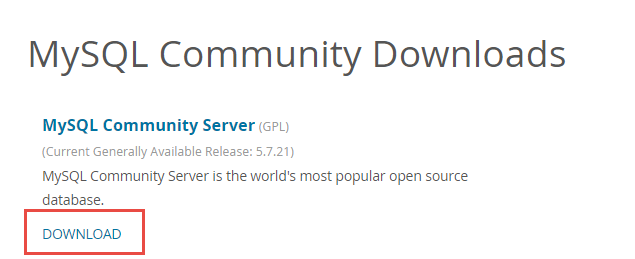 MySQL Community Downloads
MySQL Community Server (GPL)
(Current Generally Available Release: 5.7.21)
MySQL Community Server is the world's most popular open source
database.
DOWNLOAD